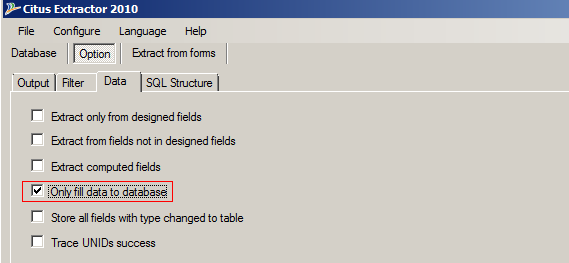 Citus Extractor 2010
File Configure Language Help
Database Option Extract from forms
Output Filter Data SQL Structure
Extract only from designed fields
Extract from fields not in designed fields
Extract computed fields
Only fill data to database
Store all fields with type changed to table
Trace UNIDs success